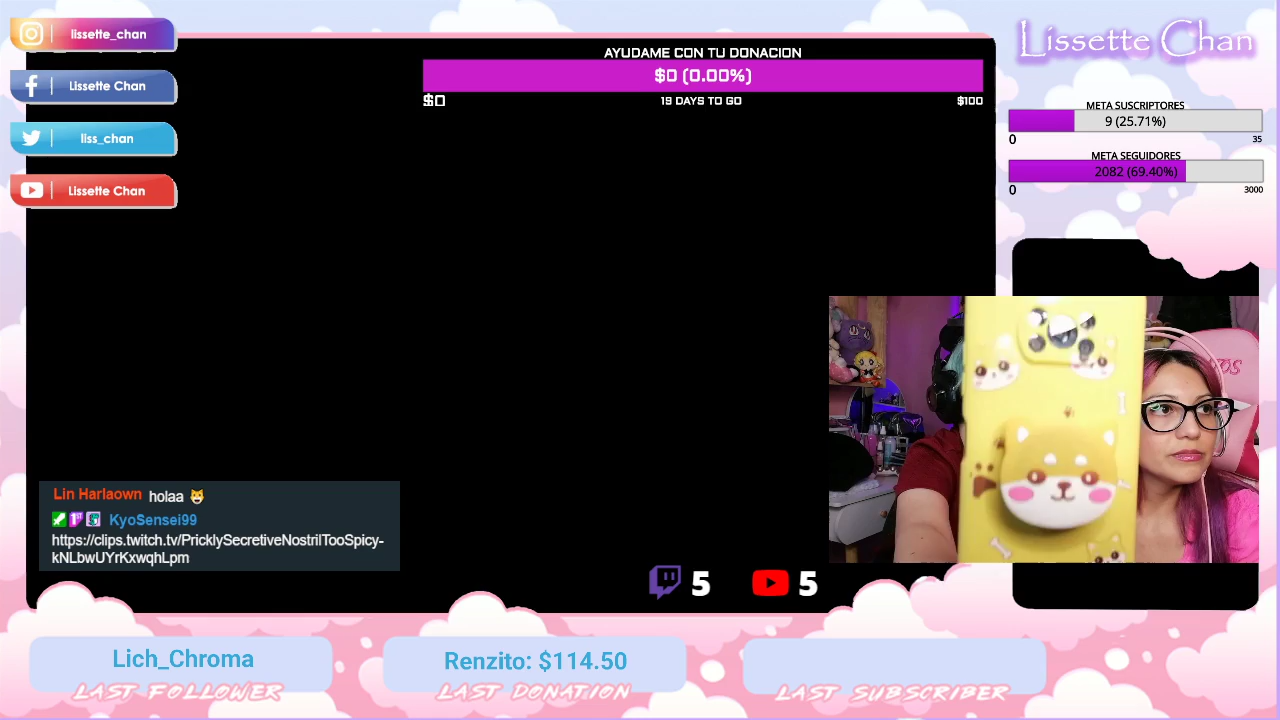 lissette_chan
Lissette Chan
liss_chan
Lissette Chan
AYUDAME CON TU DONACION
$0 (0.00%)
$0
19 DAYS TO GO
$100
Lissette Chan
META SUSCRIPTORES
9 (25.71%)
0
35
META SEGUIDORES
2082 (69.40%)
0
3000
Lin Harlaown holaa
KyoSensei99
https://clips.twitch.tv/PricklySecretiveNostrilTooSpicy-
kNLbwUYrKxwqhLpm
5
5
Lich_Chroma
LAST FOLLOWER
Renzito: $114.50
LAST DONATION
LAST SUBSCRIBER